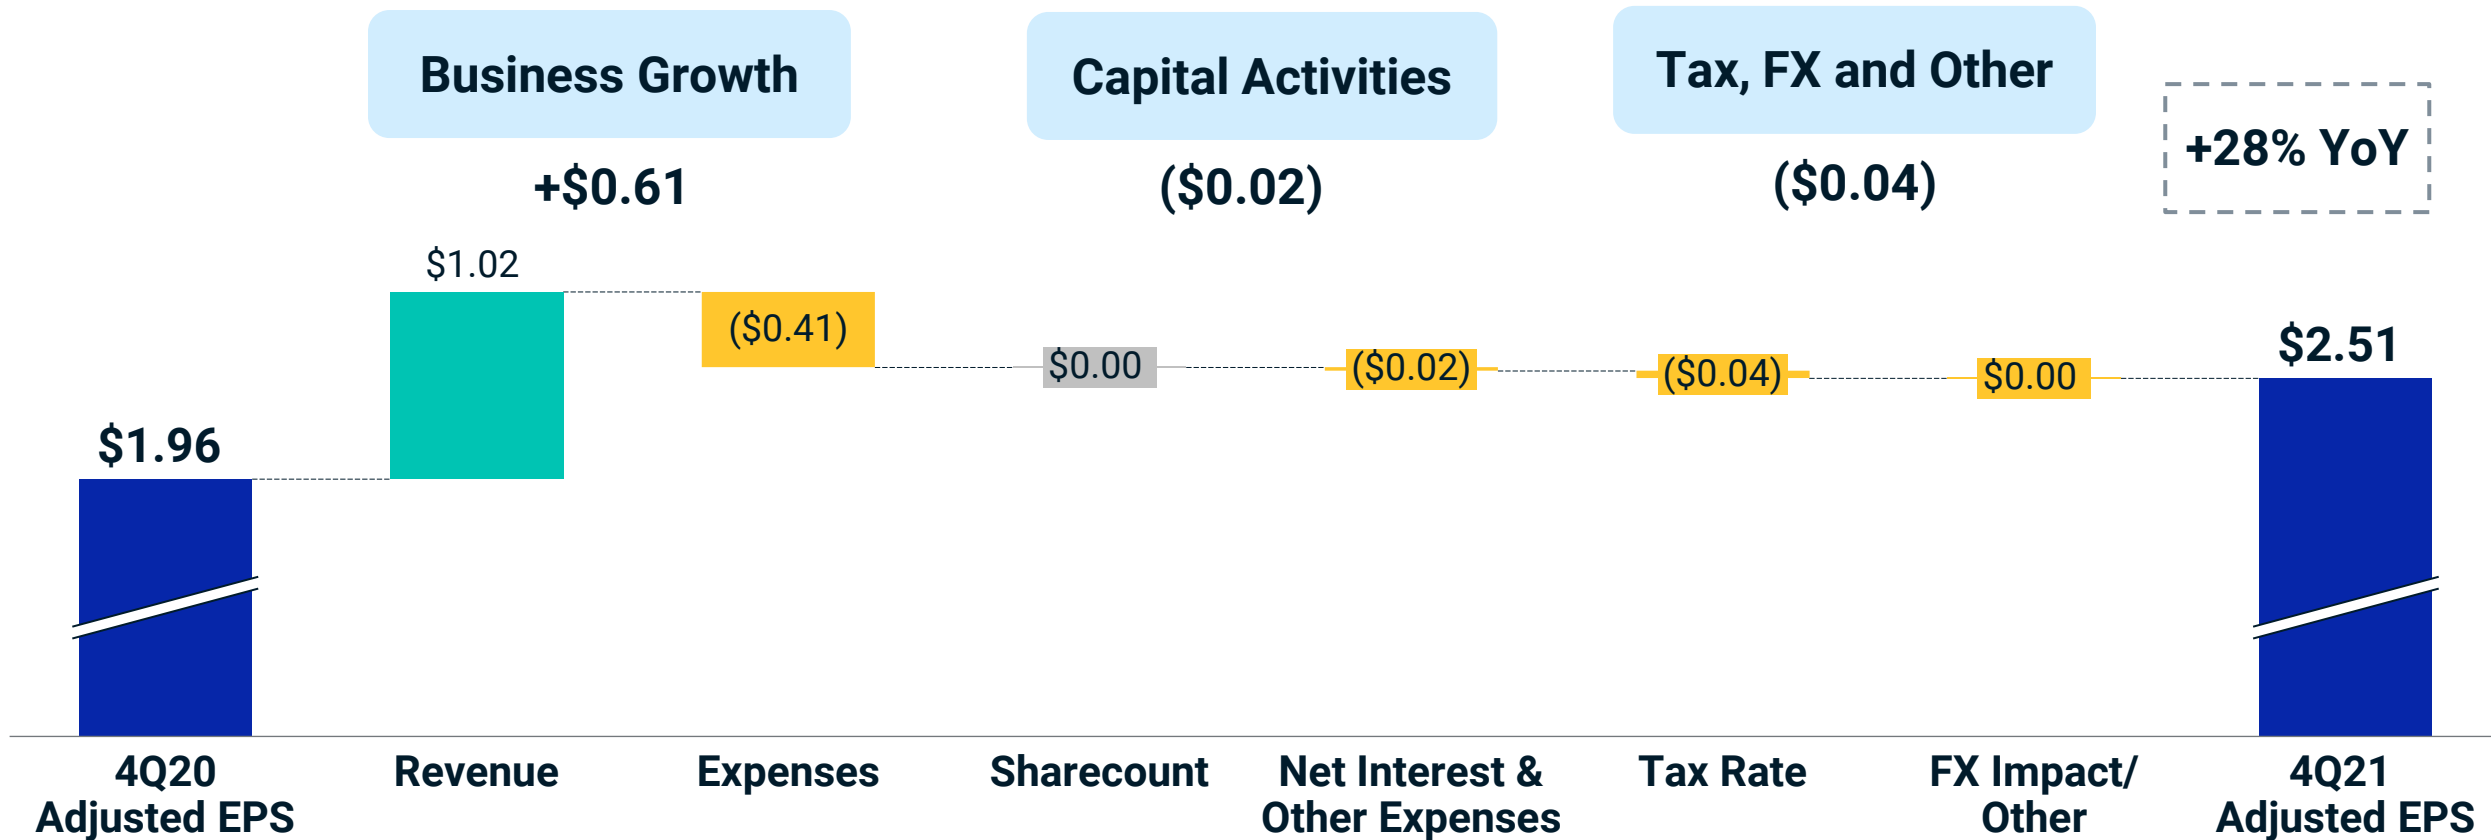 Business Growth
Capital Activities
Tax, FX and Other
+$0.61
($0.02)
($0.04)
+28% YoY
$1.96
$1.02
($0.41)
$0.00
($0.02)
($0.04)
$0.00
$2.51
4Q20
Adjusted EPS
Revenue
Expenses
Sharecount
Net Interest &
Other Expenses
Tax Rate
FX Impact/
Other
4Q21
Adjusted EPS